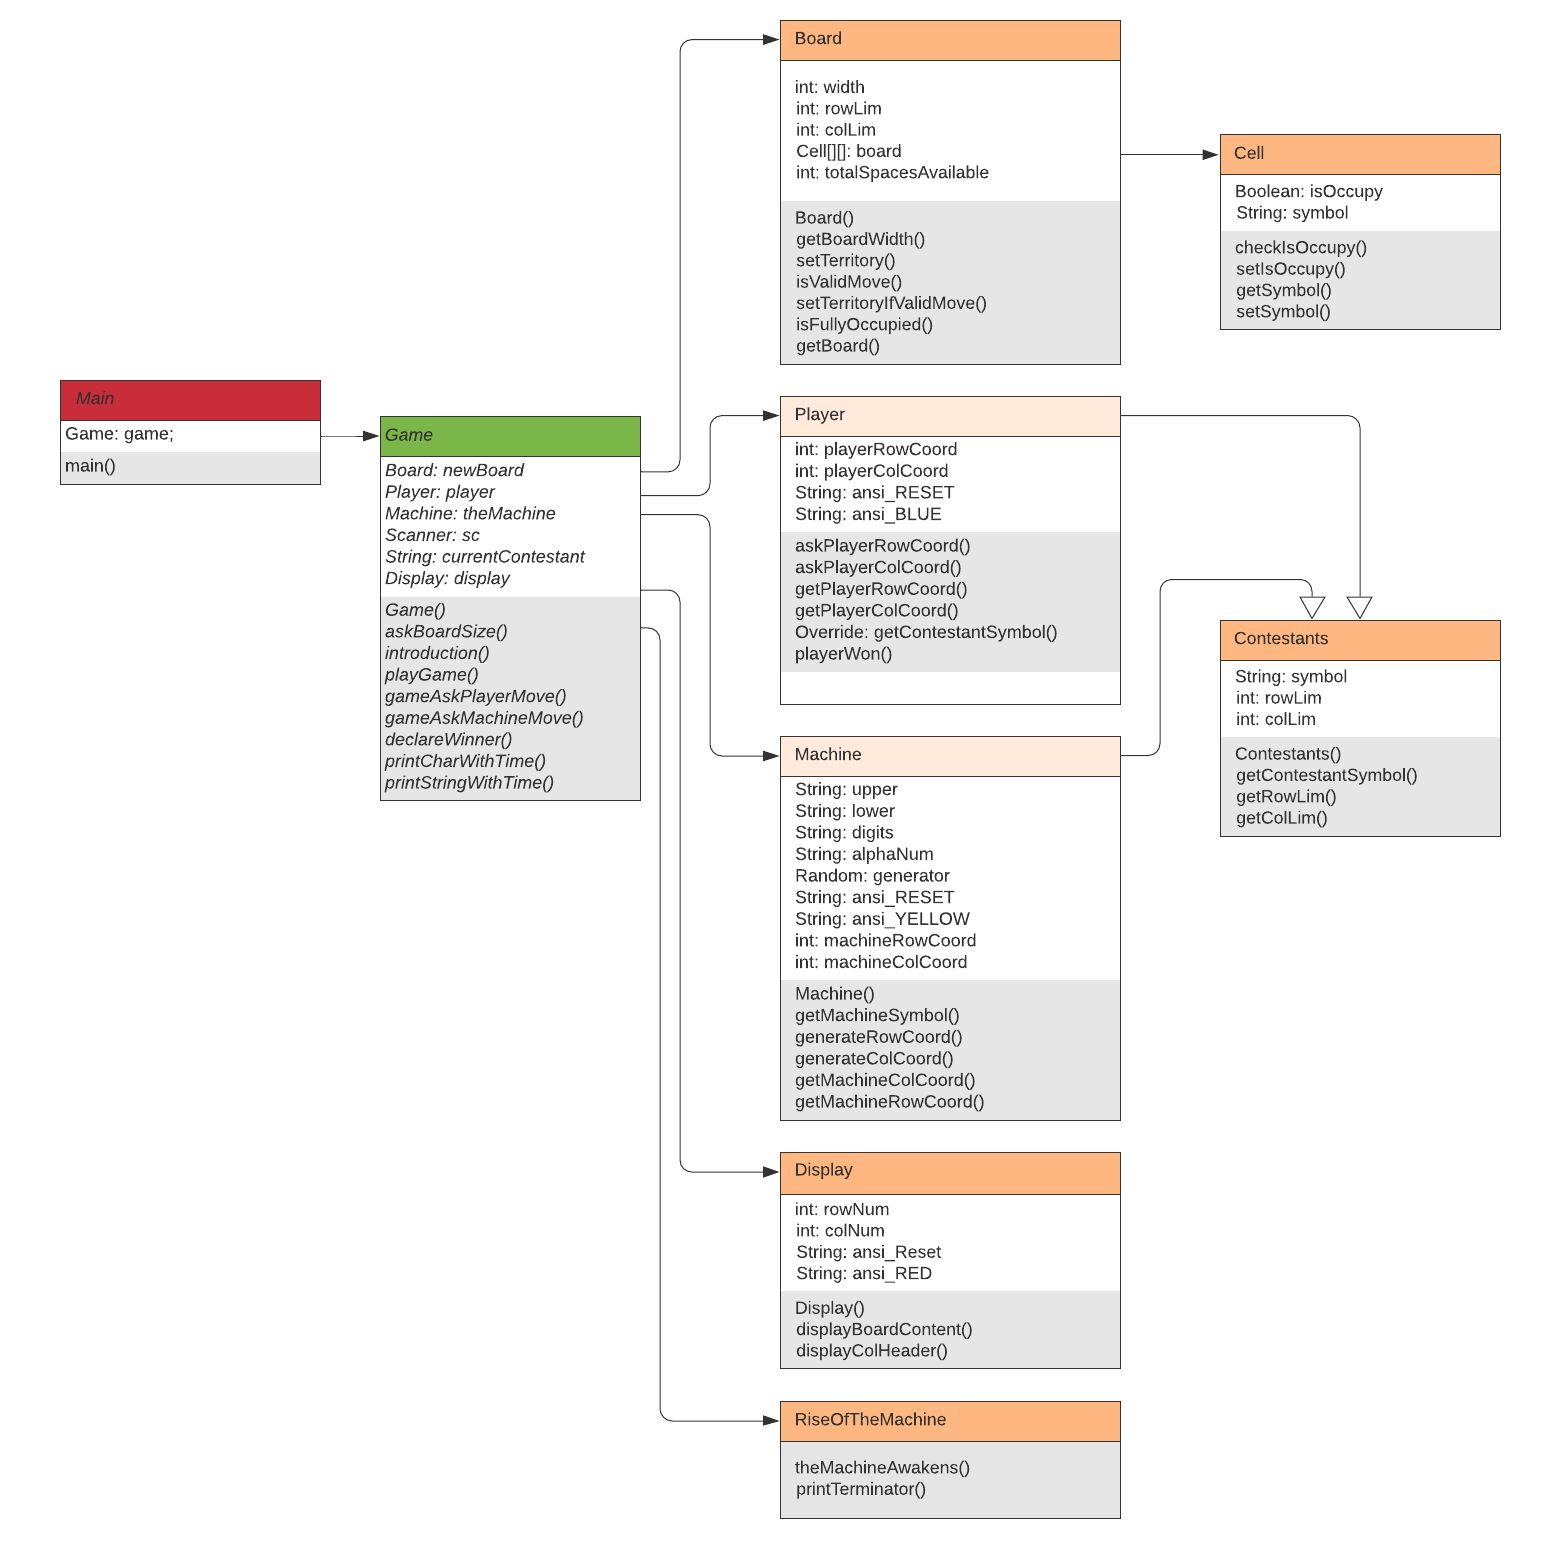 Main
Game: game;
main()
Game
Board: newBoard
Player: player
Machine: theMachine
Scanner: sc
String: currentContestant
Display: display
Game()
askBoardSize()
introduction()
playGame()
gameAskPlayerMove()
gameAskMachineMove()
declareWinner()
printCharWithTime()
printStringWithTime()
Board
int: width
int: rowLim
int: colLim
Cell[][]: board
int: totalSpacesAvailable
Board()
getBoardWidth()
setTerritory()
isValidMove()
setTerritoryIfValidMove()
isFullyOccupied()
getBoard()
Cell
Boolean: isOccupy
String: symbol
checkIsOccupy()
setIsOccupy()
getSymbol()
setSymbol()
Player
int: playerRowCoord
int: playerColCoord
String: ansi_RESET
String: ansi_BLUE
askPlayerRowCoord()
askPlayerColCoord()
getPlayerRowCoord()
getPlayerColCoord()
Override: getContestantSymbol()
playerWon()
Contestants
String: symbol
int: rowLim
int: colLim
Contestants()
getContestantSymbol()
getRowLim()
getColLim()
Machine
String: upper
String: lower
String: digits
String: alphaNum
Random: generator
String: ansi_RESET
String: ansi_YELLOW
int: machineRowCoord
int: machineColCoord
Machine()
getMachineSymbol()
generateRowCoord()
generateColCoord()
getMachineColCoord()
getMachineRowCoord()
Display
int: rowNum
int: colNum
String: ansi_Reset
String: ansi_RED
Display()
displayBoardContent()
displayColHeader()
RiseOfTheMachine
theMachineAwakens()
printTerminator()